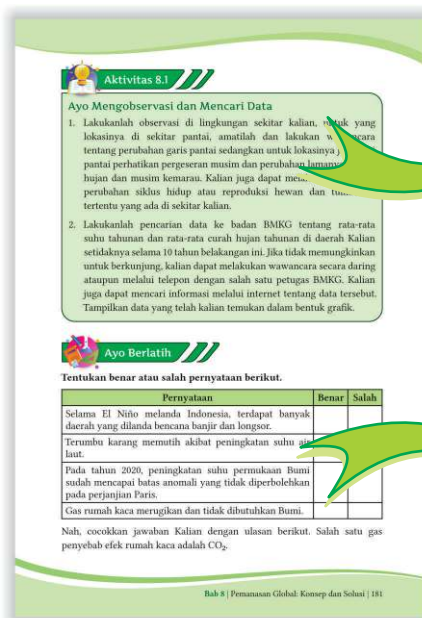 Aktivitas 8.1
Ayo Mengobservasi dan Mencari Data
1. Lakukanlah observasi di lingkungan sekitar kalian, untuk yang
lokasinya di sekitar pantai, amatilah dan lakukan
tentang perubahan garis pantai sedangkan untuk lokasinya
pantai perhatikan pergeseran musim dan perubahan
hujan dan musim kemarau. Kalian juga dapat
perubahan siklus hidup atau reproduksi hewan dan
tertentu yang ada di sekitar kalian.
2. Lakukanlah pencarian data ke badan BMKG tentang rata-rata
suhu tahunan dan rata-rata curah hujan tahunan di daerah Kalian
setidaknya selama 10 tahun belakangan ini. Jika tidak memungkinkan
untuk berkunjung, kalian dapat melakukan wawancara secara daring
ataupun melalui telepon dengan salah satu petugas BMKG. Kalian
juga dapat mencari informasi melalui internet tentang data tersebut.
Tampilkan data yang telah kalian temukan dalam bentuk grafik.
Ayo Berlatih
Tentukan benar atau salah pernyataan berikut.
Pernyataan Benar Salah
Selama El Niño melanda Indonesia, terdapat banyak
daerah yang dilanda bencana banjir dan longsor.
Terumbu karang memutih akibat peningkatan suhu air
laut.
Pada tahun 2020, peningkatan suhu permukaan Bumi
sudah mencapai batas anomali yang tidak diperbolehkan
pada perjanjian Paris.
Gas rumah kaca merugikan dan tidak dibutuhkan Bumi.
Nah, cocokkan jawaban Kalian dengan ulasan berikut. Salah satu gas
penyebab efek rumah kaca adalah CO₂.
Bab 8 | Pemanasan Global: Konsep dan Solusi | 181